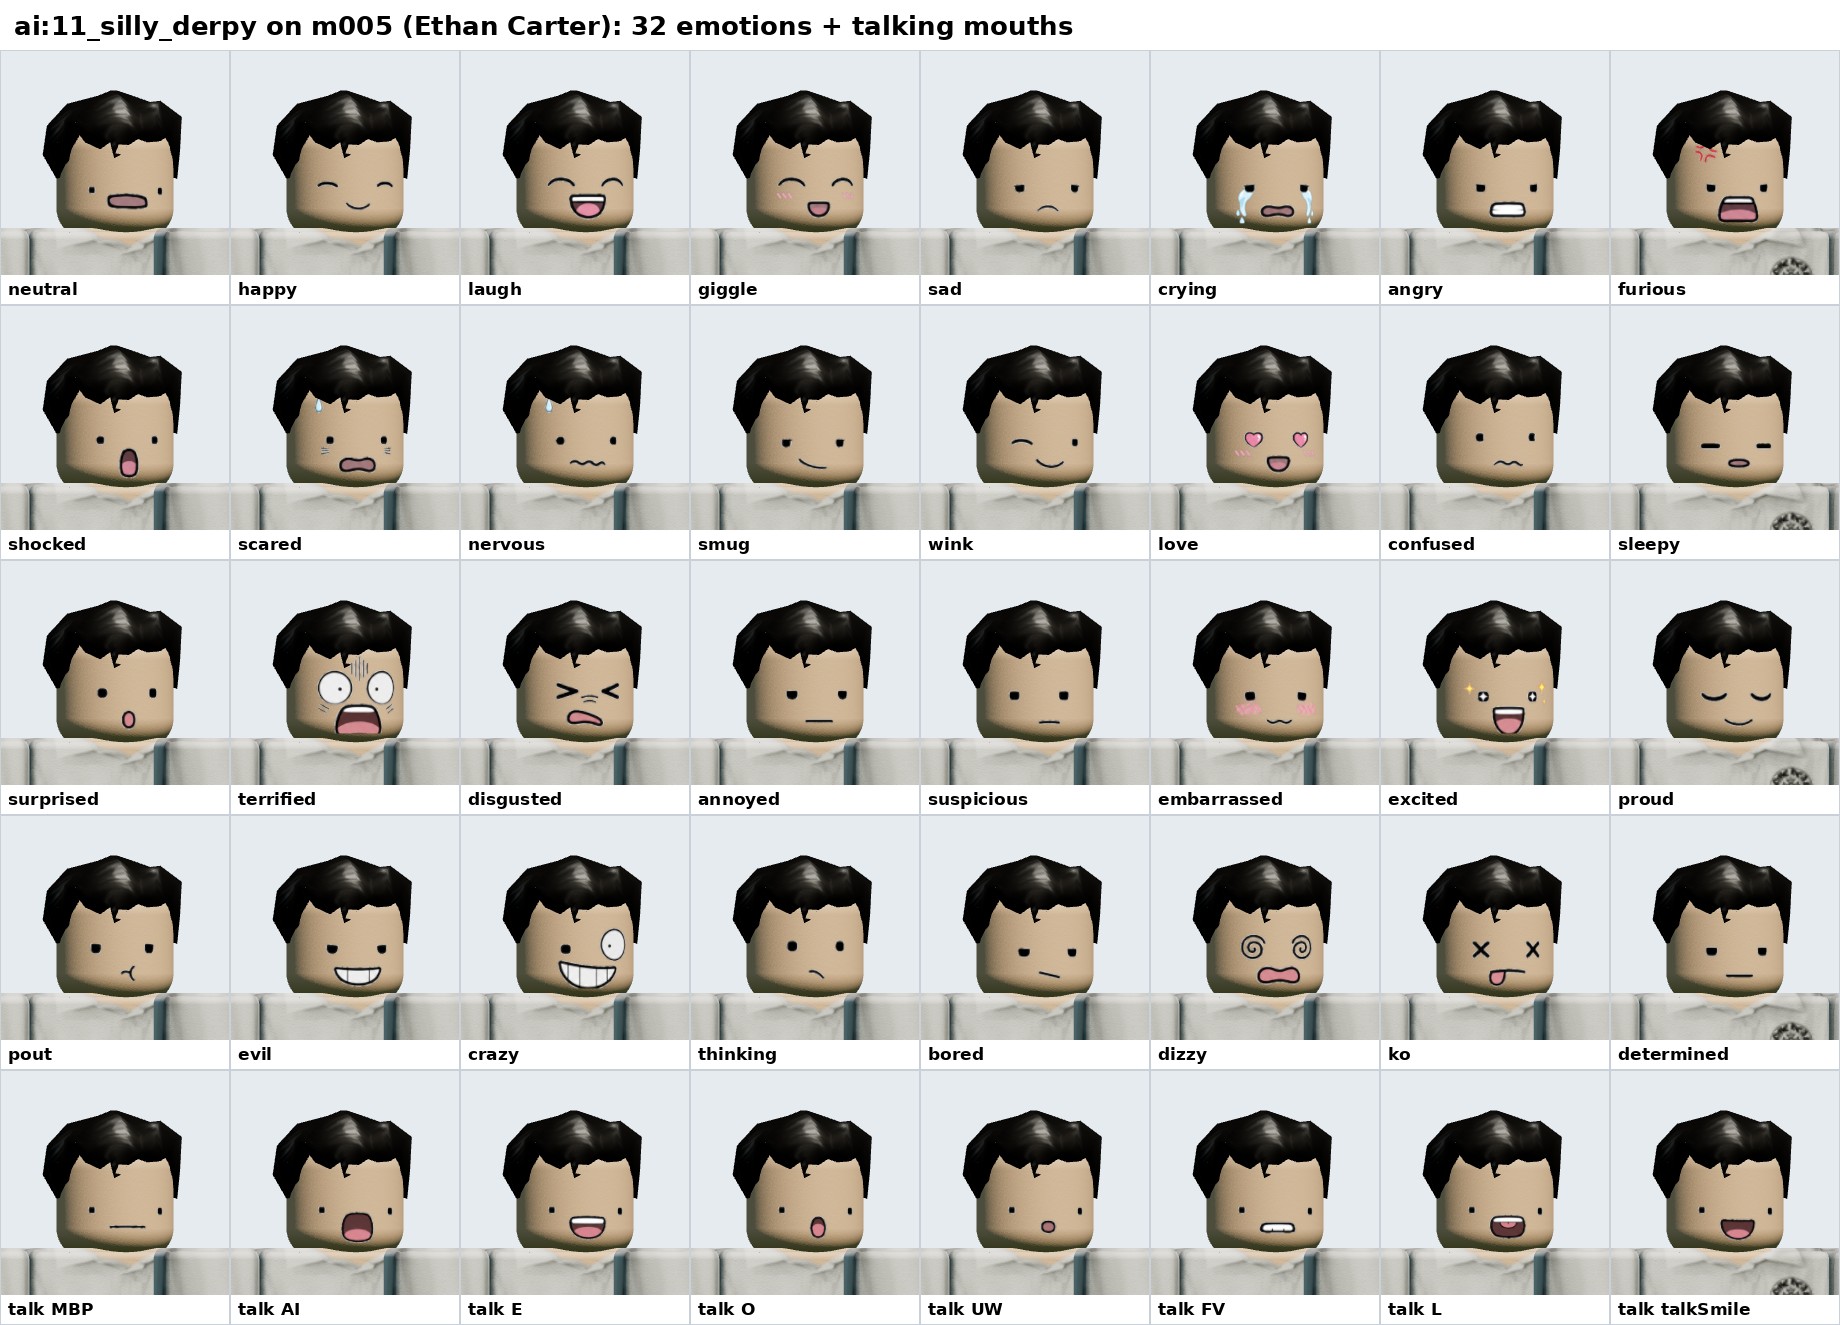 ai:11_silly_derpy on m005 (Ethan Carter): 32 emotions + talking mouths
neutral happy laugh giggle sad crying angry furious
shocked scared nervous smug wink love confused sleepy
surprised terrified disgusted annoyed suspicious embarrassed excited proud
pout evil crazy thinking bored dizzy ko determined
talk MBP talk AI talk E talk O talk UW talk FV talk L talk talkSmile